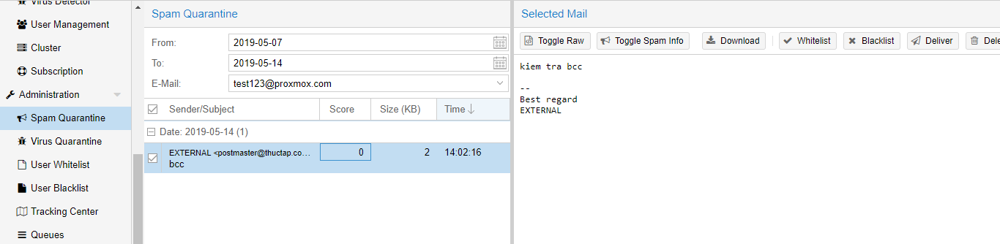 Virus Detector
User Management
Cluster
Subscription
Administration
Spam Quarantine
Virus Quarantine
User Whitelist
User Blacklist
Tracking Center
Queues
Spam Quarantine
From: 2019-05-07
To: 2019-05-14
E-Mail: test123@proxmox.com
Sender/Subject Score Size (KB) Time
Date: 2019-05-14 (1)
EXTERNAL <postmaster@thuctap.co… 0 2 14:02:16
bcc
Selected Mail
Toggle Raw Toggle Spam Info Download Whitelist Blacklist Deliver Dele
kiem tra bcc
--
Best regard
EXTERNAL